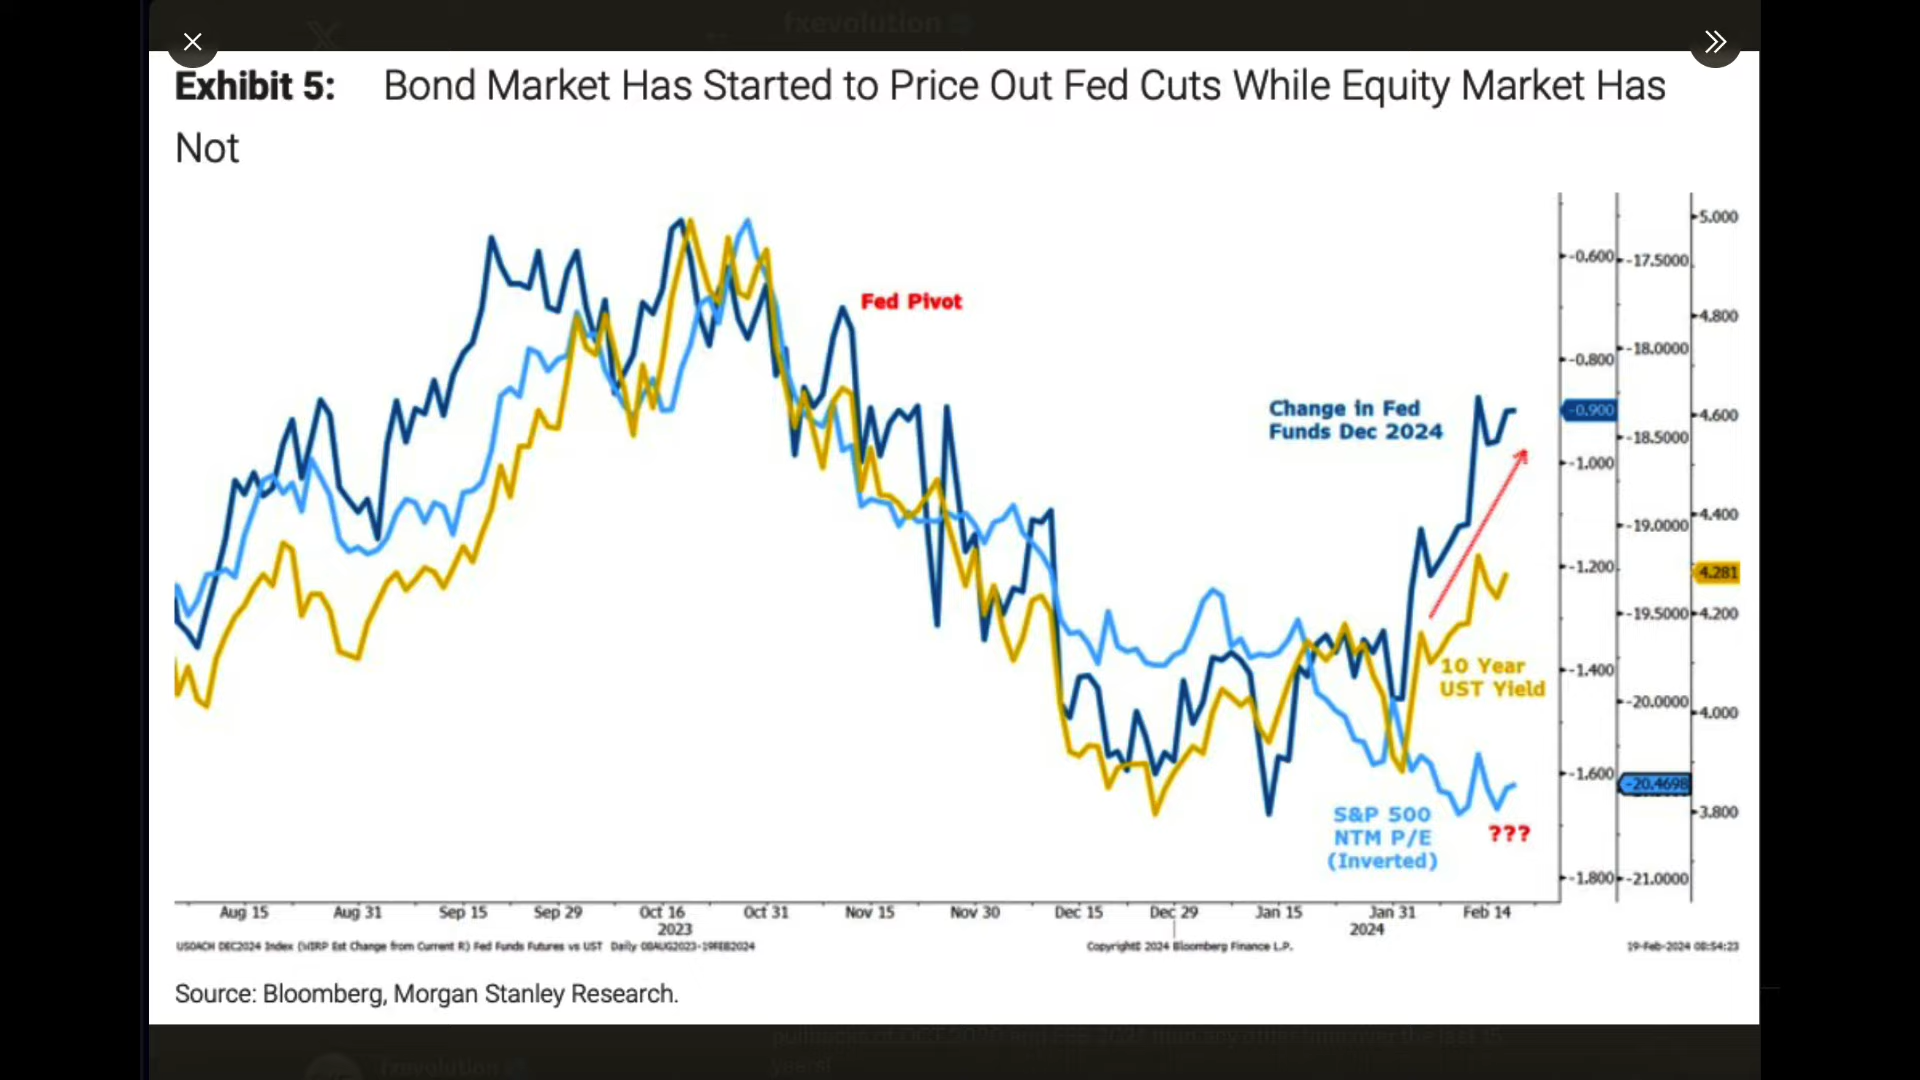 fxevolution
Exhibit 5: Bond Market Has Started to Price Out Fed Cuts While Equity Market Has
Not
Fed Pivot
Change in Fed
Funds Dec 2024
10 Year
UST Yield
S&P 500
NTM P/E
(Inverted)
???
-0.600
-0.800
-0.900
-1.000
-1.200
-1.400
-1.600
-1.800
-17.5000
-18.0000
-18.5000
-19.0000
-19.5000
-20.0000
-20.4698
-21.0000
5.000
4.800
4.600
4.400
4.281
4.200
4.000
3.800
Aug 15 Aug 31 Sep 15 Sep 29 Oct 16 Oct 31 Nov 15 Nov 30 Dec 15 Dec 29 Jan 15 Jan 31 Feb 14
2023 2024
USOACH DEC2024 Index (WIRP Est Change from Current R) Fed Funds Futures vs UST Daily 08AUG2023-19FEB2024 Copyright© 2024 Bloomberg Finance L.P. 19-Feb-2024 08:54:23
Source: Bloomberg, Morgan Stanley Research.
fxevolution